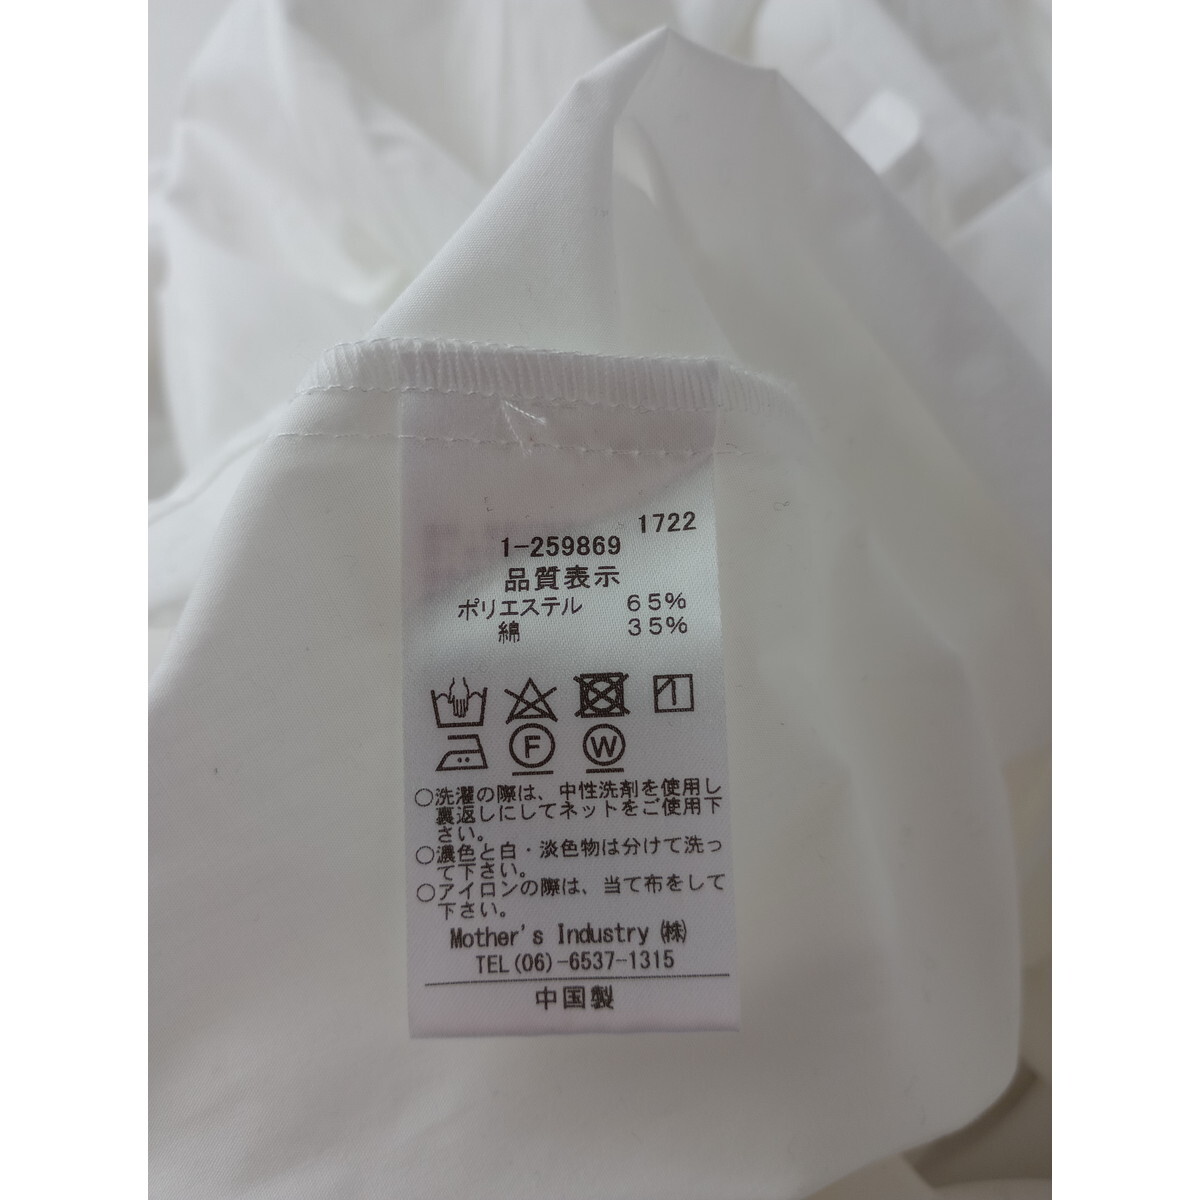 1722
1-259869
品質表示
ポリエステル ６５%
綿 ３５%
F W
○洗濯の際は、中性洗剤を使用し
裏返しにしてネットをご使用下
さい。
○濃色と白・淡色物は分けて洗っ
て下さい。
○アイロンの際は、当て布をして
下さい。
Mother's Industry ㈱
TEL(06)-6537-1315
中国製